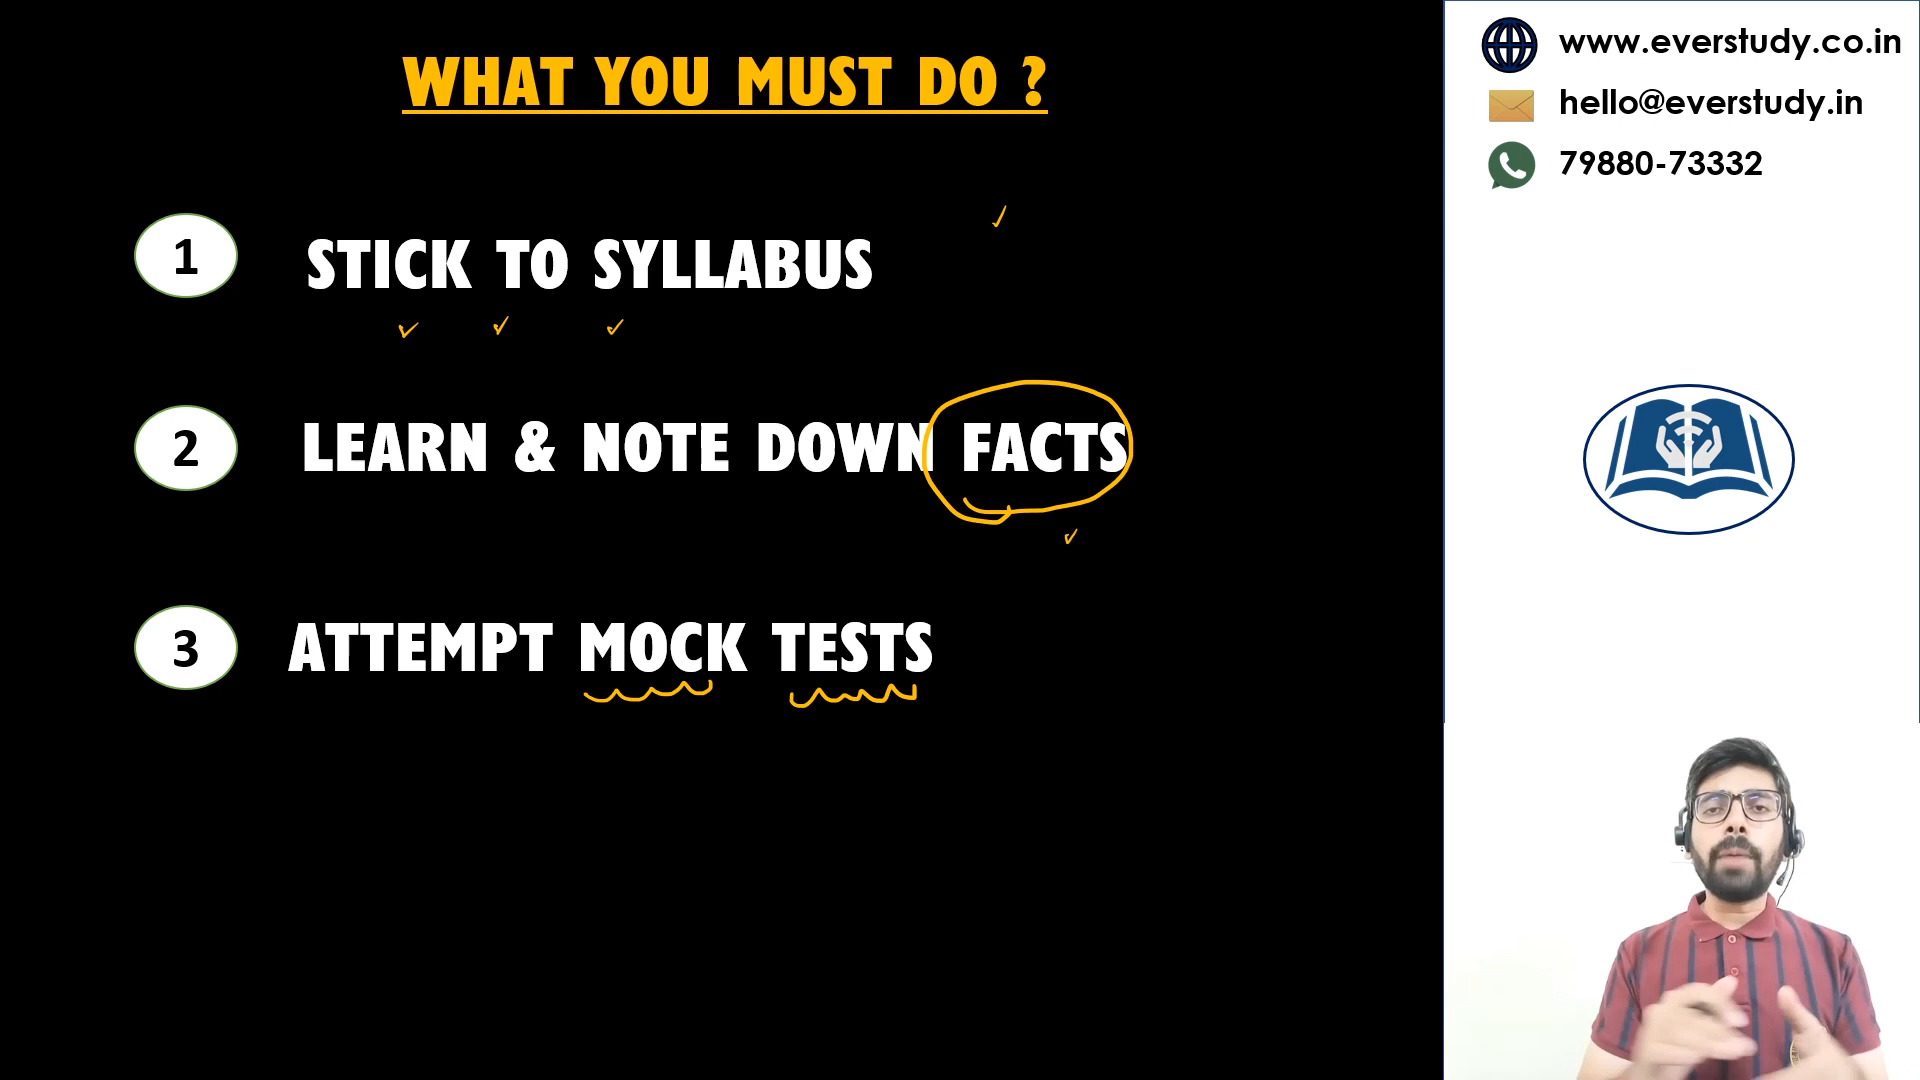 WHAT YOU MUST DO ?
1 STICK TO SYLLABUS
2 LEARN & NOTE DOWN FACTS
3 ATTEMPT MOCK TESTS
www.everstudy.co.in
hello@everstudy.in
79880-73332